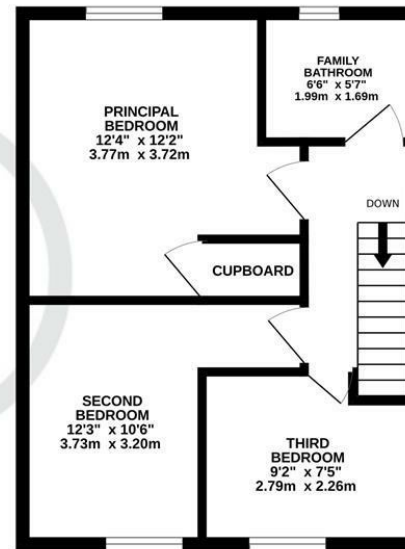 FAMILY
BATHROOM
6'6" x 5'7"
1.99m x 1.69m
PRINCIPAL
BEDROOM
12'4" x 12'2"
3.77m x 3.72m
DOWN
CUPBOARD
SECOND
BEDROOM
12'3" x 10'6"
3.73m x 3.20m
THIRD
BEDROOM
9'2" x 7'5"
2.79m x 2.26m